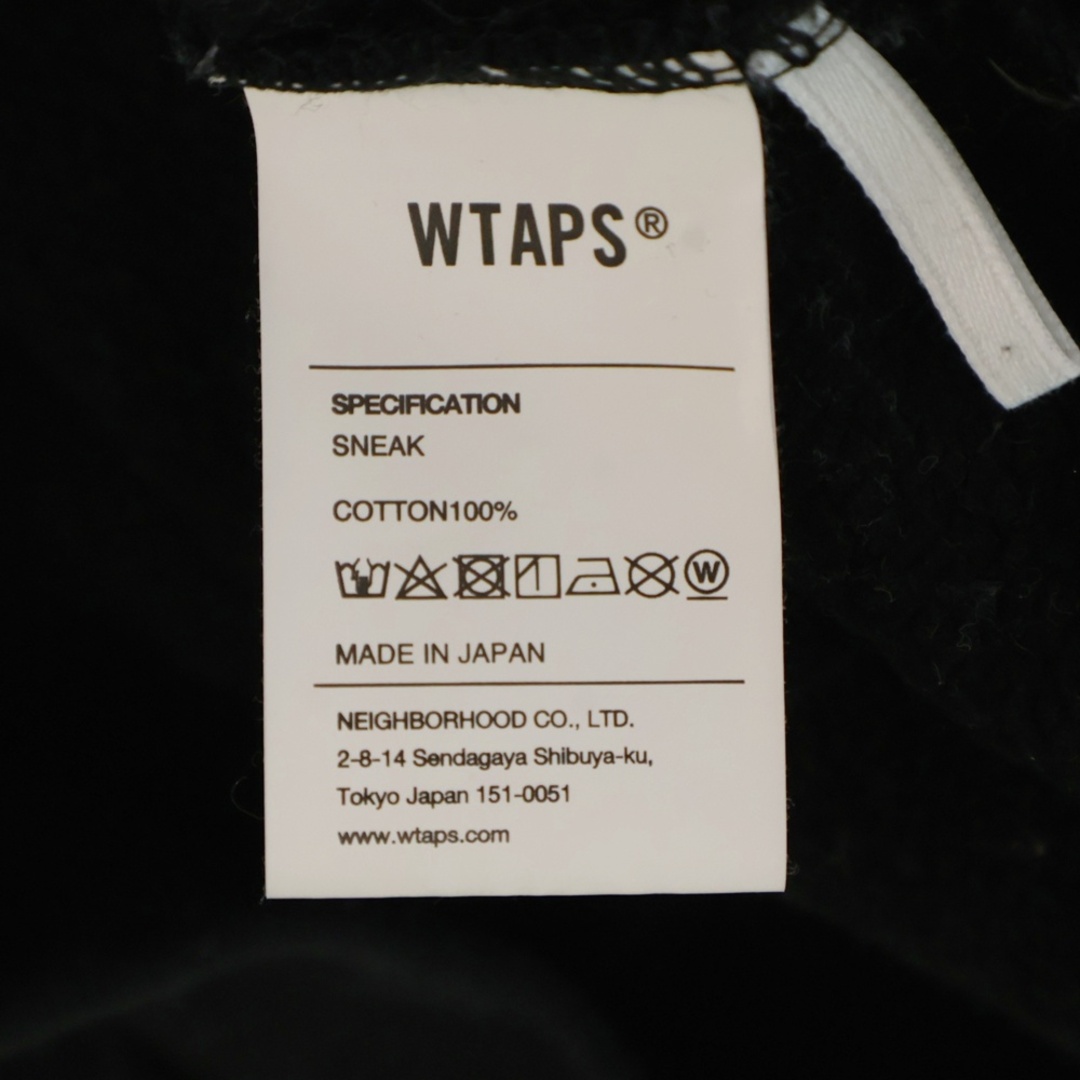 WTAPS®
SPECIFICATION
SNEAK
COTTON100%
W
MADE IN JAPAN
NEIGHBORHOOD CO., LTD.
2-8-14 Sendagaya Shibuya-ku,
Tokyo Japan 151-0051
www.wtaps.com